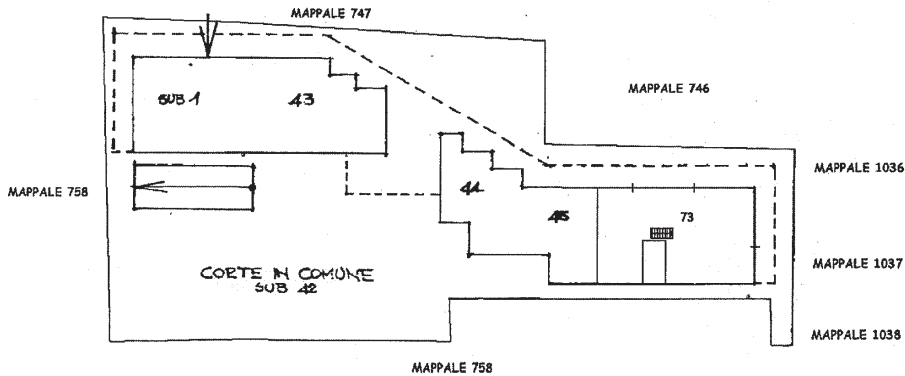 MAPPALE 747
SUB 1
43
MAPPALE 746
MAPPALE 1036
MAPPALE 758
44
45
73
CORTE IN COMUNE
SUB 42
MAPPALE 1037
MAPPALE 1038
MAPPALE 758